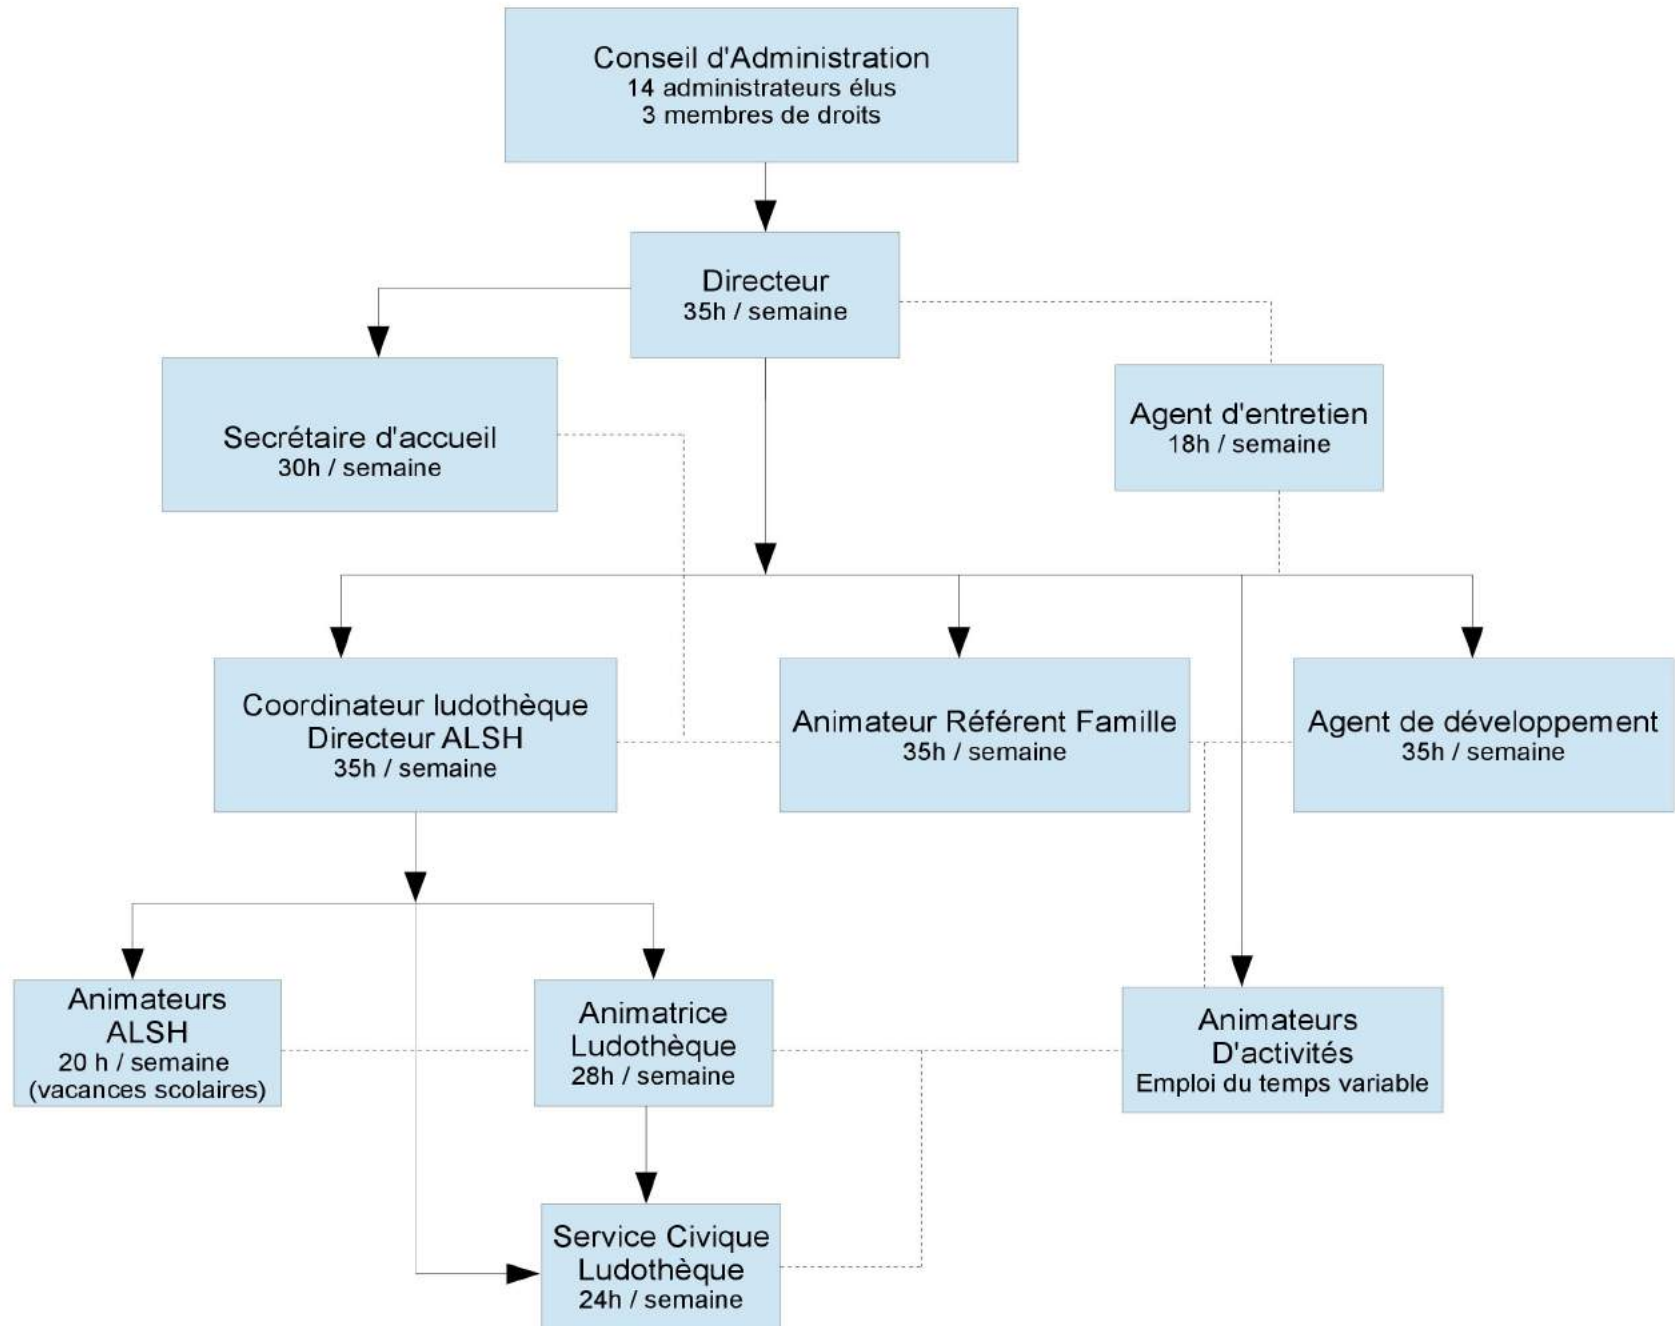 Conseil d'Administration
14 administrateurs élus
3 membres de droits
Directeur
35h / semaine
Secrétaire d'accueil
30h / semaine
Agent d'entretien
18h / semaine
Coordinateur ludothèque
Directeur ALSH
35h / semaine
Animateur Référent Famille
35h / semaine
Agent de développement
35h / semaine
Animateurs
ALSH
20 h / semaine
(vacances scolaires)
Animatrice
Ludothèque
28h / semaine
Animateurs
D'activités
Emploi du temps variable
Service Civique
Ludothèque
24h / semaine